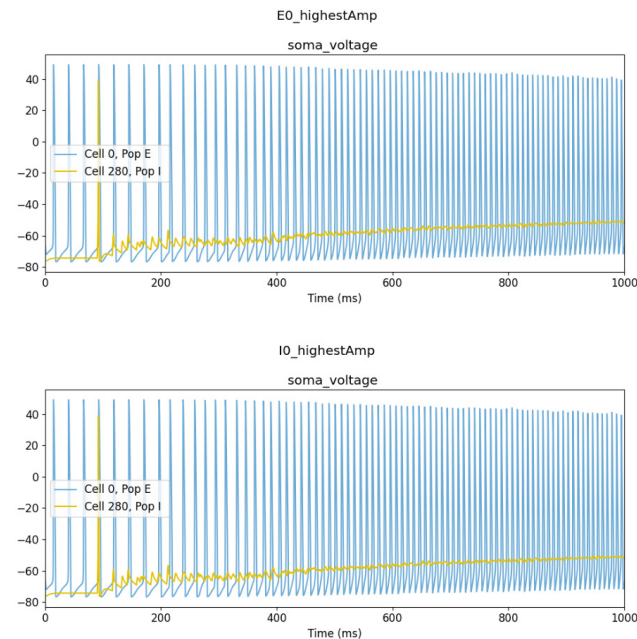 E0_highestAmp
soma_voltage
40
20
0
−20
−40
−60
−80
Cell 0, Pop E
Cell 280, Pop I
0 200 400 600 800 1000
Time (ms)
I0_highestAmp
soma_voltage
40
20
0
−20
−40
−60
−80
Cell 0, Pop E
Cell 280, Pop I
0 200 400 600 800 1000
Time (ms)